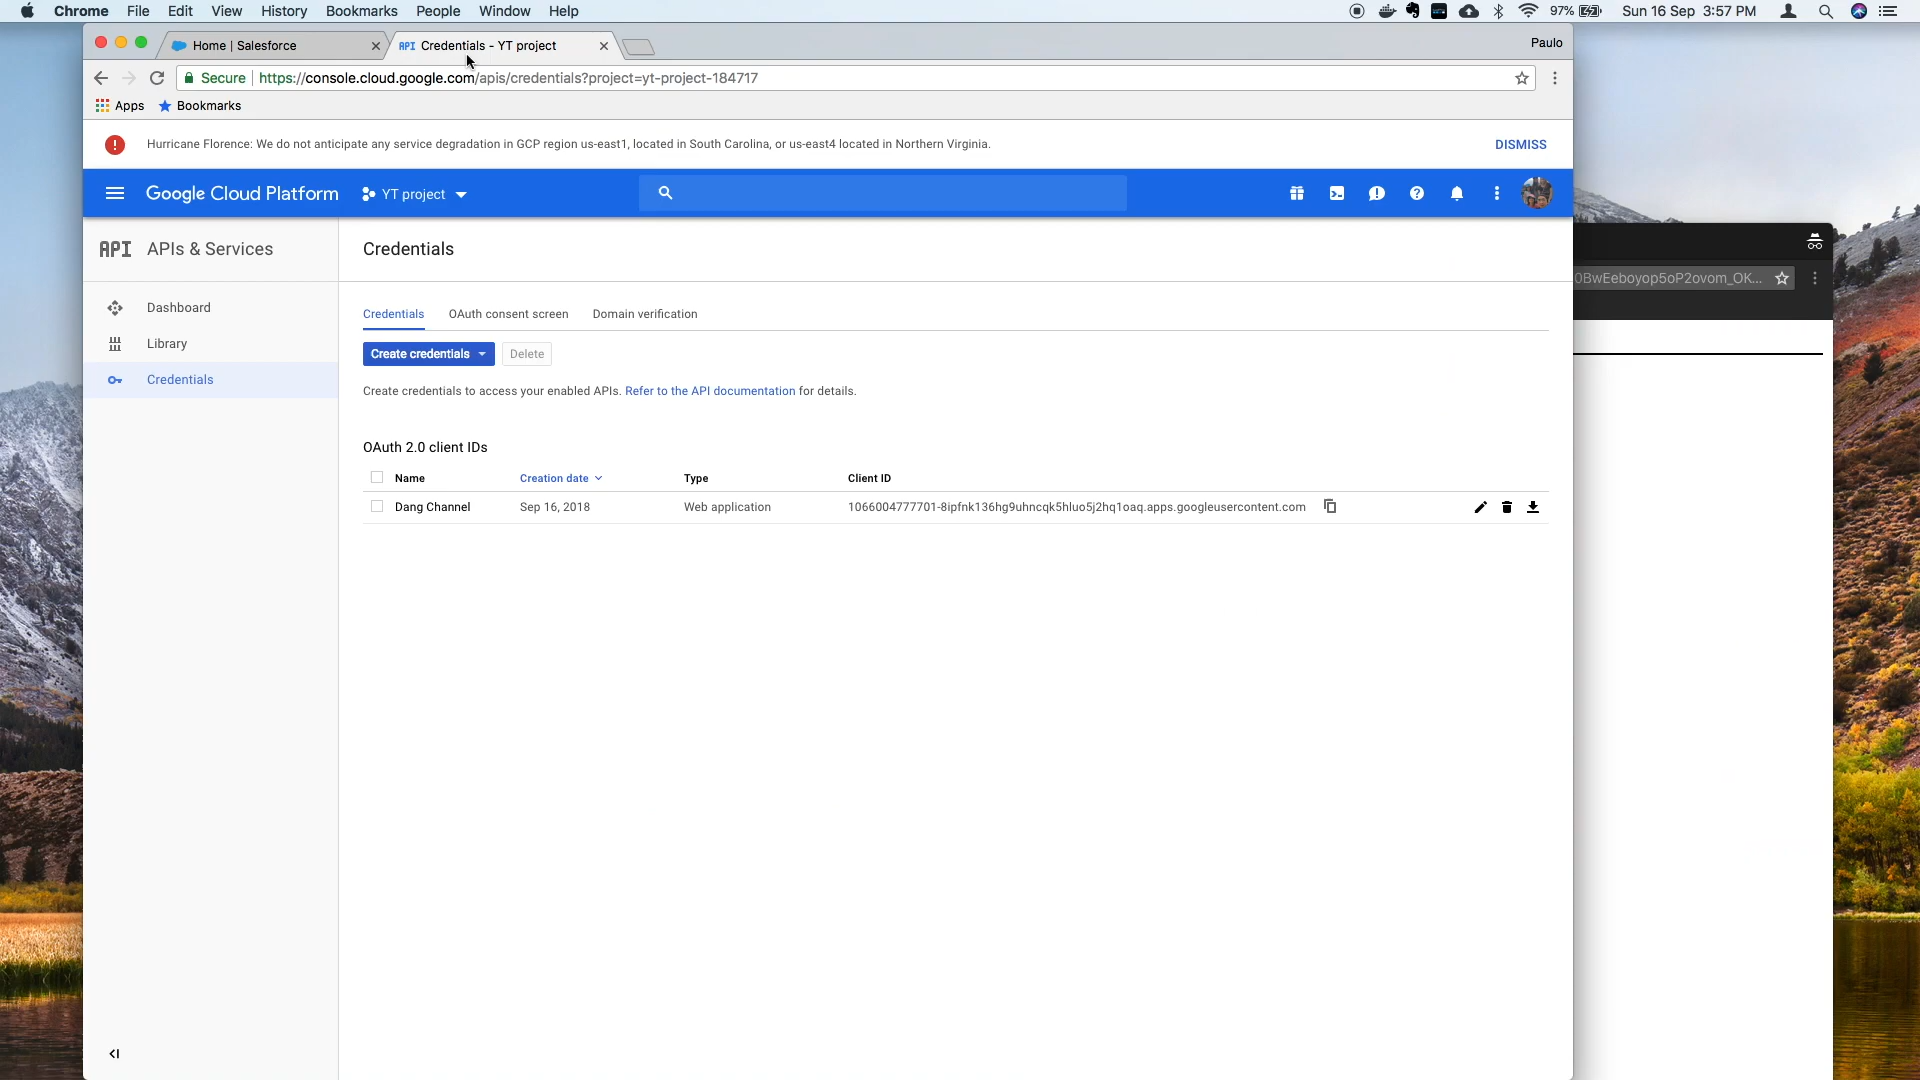 Chrome File Edit View History Bookmarks People Window Help 97% Sun 16 Sep 3:57 PM
Home | Salesforce API Credentials - YT project Paulo
Secure https://console.cloud.google.com/apis/credentials?project=yt-project-184717
Apps Bookmarks
Hurricane Florence: We do not anticipate any service degradation in GCP region us-east1, located in South Carolina, or us-east4 located in Northern Virginia. DISMISS
Google Cloud Platform YT project
API APIs & Services Credentials
0BwEeboyop5oP2ovom_OK...
Dashboard
Library
Credentials
Credentials OAuth consent screen Domain verification
Create credentials Delete
Create credentials to access your enabled APIs. Refer to the API documentation for details.
OAuth 2.0 client IDs
Name Creation date Type Client ID
Dang Channel Sep 16, 2018 Web application 1066004777701-8ipfnk136hg9uhncqk5hluo5j2hq1oaq.apps.googleusercontent.com